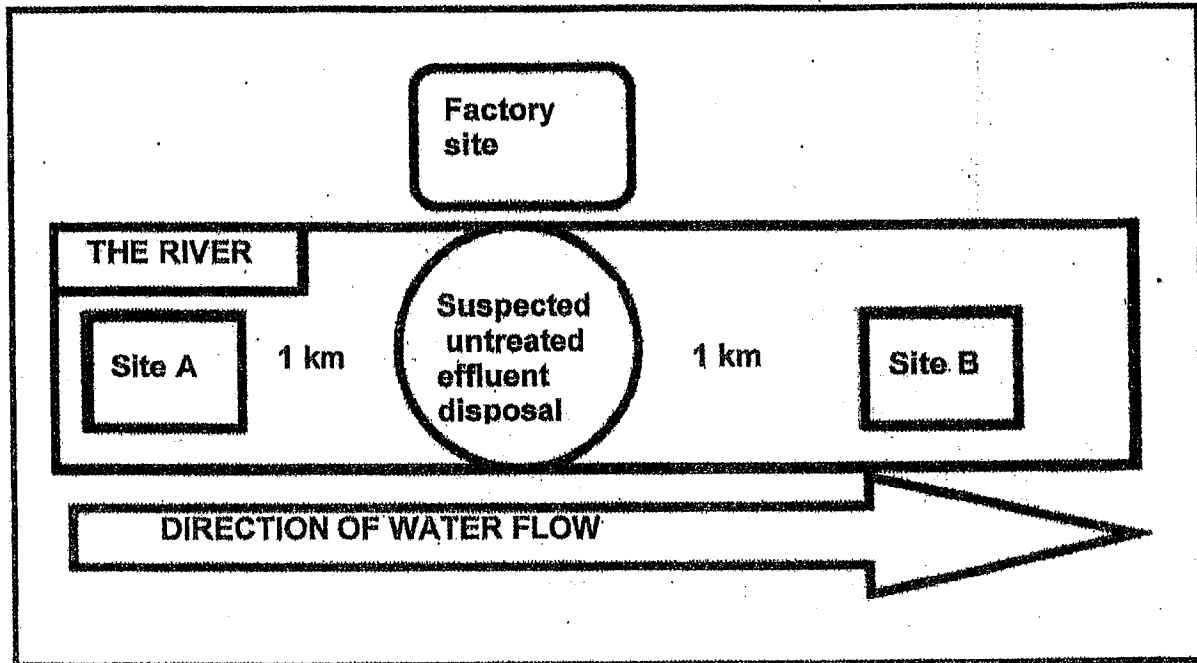 Factory
site
THE RIVER
Site A
1 km
Suspected
untreated
effluent
disposal
1 km
Site B
DIRECTION OF WATER FLOW